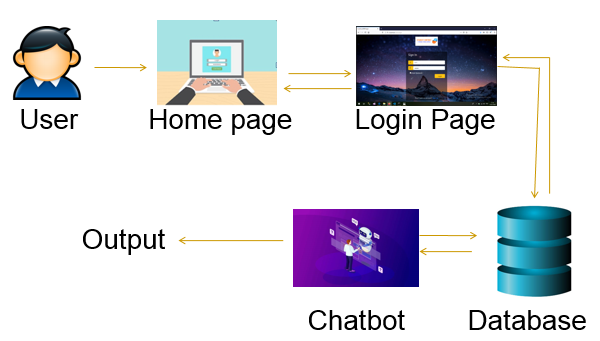 User
Home page
Login Page
Output
Chatbot
Database